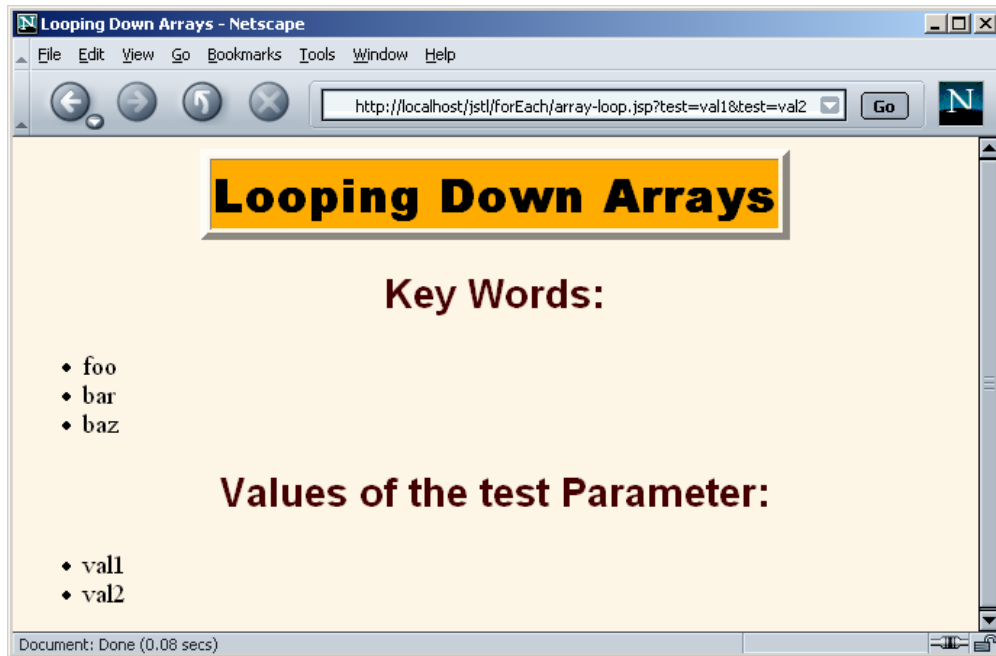 Looping Down Arrays - Netscape
File Edit View Go Bookmarks Tools Window Help
http://localhost/jstl/forEach/array-loop.jsp?test=val1&test=val2 Go N
Looping Down Arrays
Key Words:
• foo
• bar
• baz
Values of the test Parameter:
• val1
• val2
Document: Done (0.08 secs)